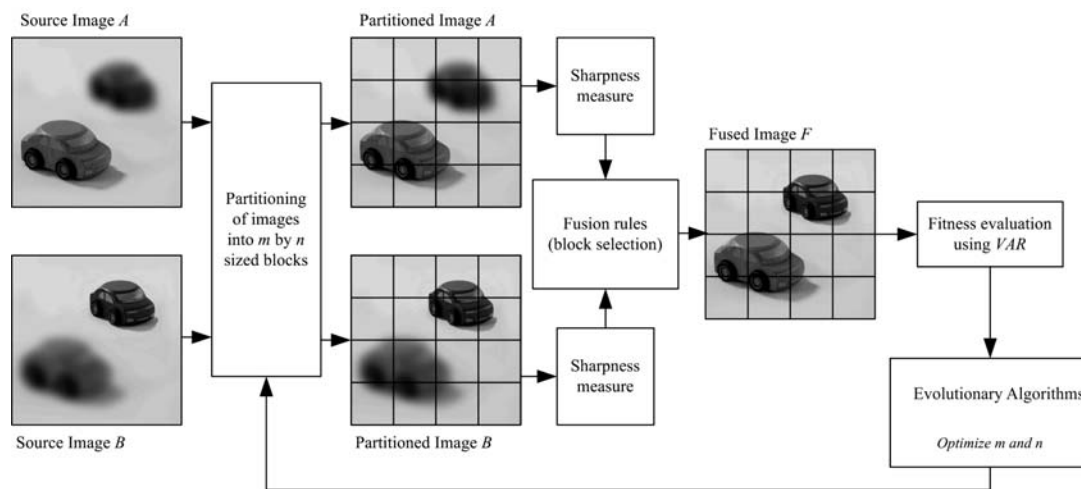 Source Image A
Partitioned Image A
Sharpness
measure
Fused Image F
Partitioning
of images
into m by n
sized blocks
Fusion rules
(block selection)
Fitness evaluation
using VAR
Sharpness
measure
Evolutionary Algorithms
Optimize m and n
Source Image B
Partitioned Image B